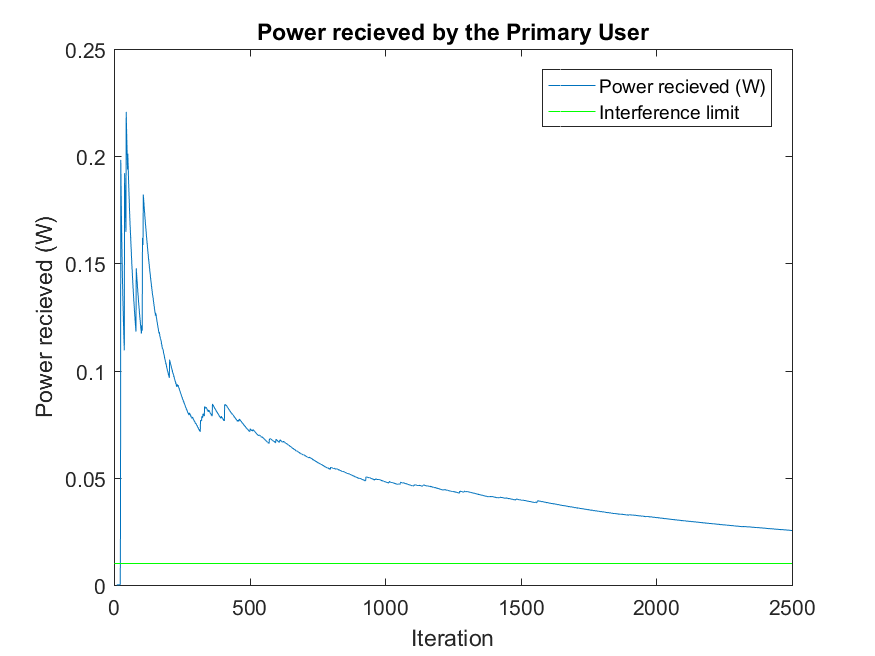 Power recieved by the Primary User
0.25
0.2
0.15
0.1
0.05
0
Power recieved (W)
Power recieved (W)
Interference limit
0
500
1000
1500
2000
2500
Iteration